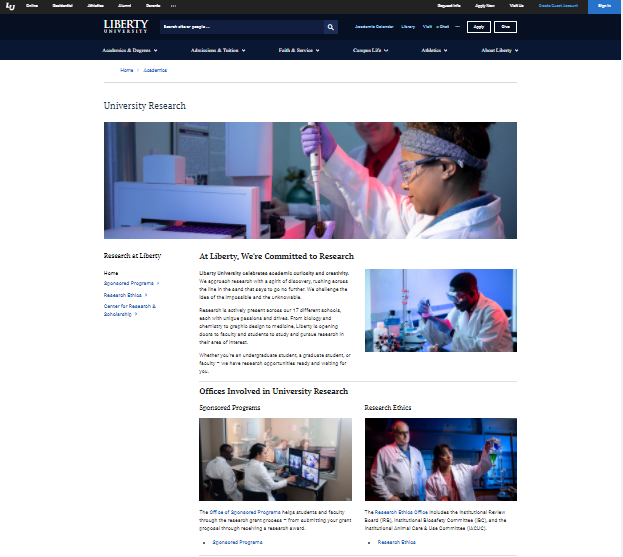 LU Online Residential Athletics Alumni Parents ••• Request Info Apply Now Visit Us Create Guest Account Sign In
LIBERTY
UNIVERSITY
Search site or google ...
Academic Calendar Library Visit e Shell ••• Apply Give
Academics & Degrees Admissions & Tuition Faith & Service Campus Life Athletics About Liberty
Home › Academics
University Research
Research at Liberty
Home
Sponsored Programs ›
Research Ethics ›
Center for Research &
Scholarship ›
At Liberty, We're Committed to Research
Liberty University celebrates academic curiosity and creativity.
We approach research with a spirit of discovery, rushing across
the line in the sand that says to go no further. We challenge the
idea of the impossible and the unknowable.
Research is actively present across our 17 different schools,
each with unique passions and drives. From biology and
chemistry to graphic design to medicine, Liberty is opening
doors to faculty and students to study and pursue research in
their area of interest.
Whether you're an undergraduate student, a graduate student, or
faculty – we have research opportunities ready and waiting for
you.
Offices Involved in University Research
Sponsored Programs
The Office of Sponsored Programs helps students and faculty
through the research grant process – from submitting your grant
proposal through receiving a research award.
• Sponsored Programs
Research Ethics
The Research Ethics Office includes the Institutional Review
Board (IRB), Institutional Biosafety Committee (IBC), and the
Institutional Animal Care & Use Committee (IACUC).
• Research Ethics